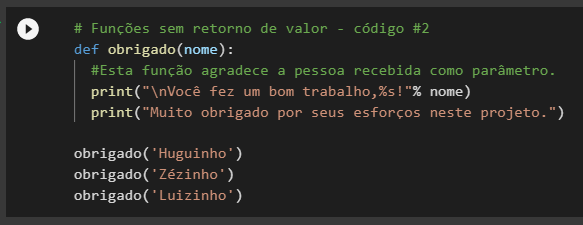 # Funções sem retorno de valor - código #2
def obrigado(nome):
  #Esta função agradece a pessoa recebida como parâmetro.
  print("\nVocê fez um bom trabalho,%s!"% nome)
  print("Muito obrigado por seus esforços neste projeto.")

obrigado('Huguinho')
obrigado('Zézinho')
obrigado('Luizinho')